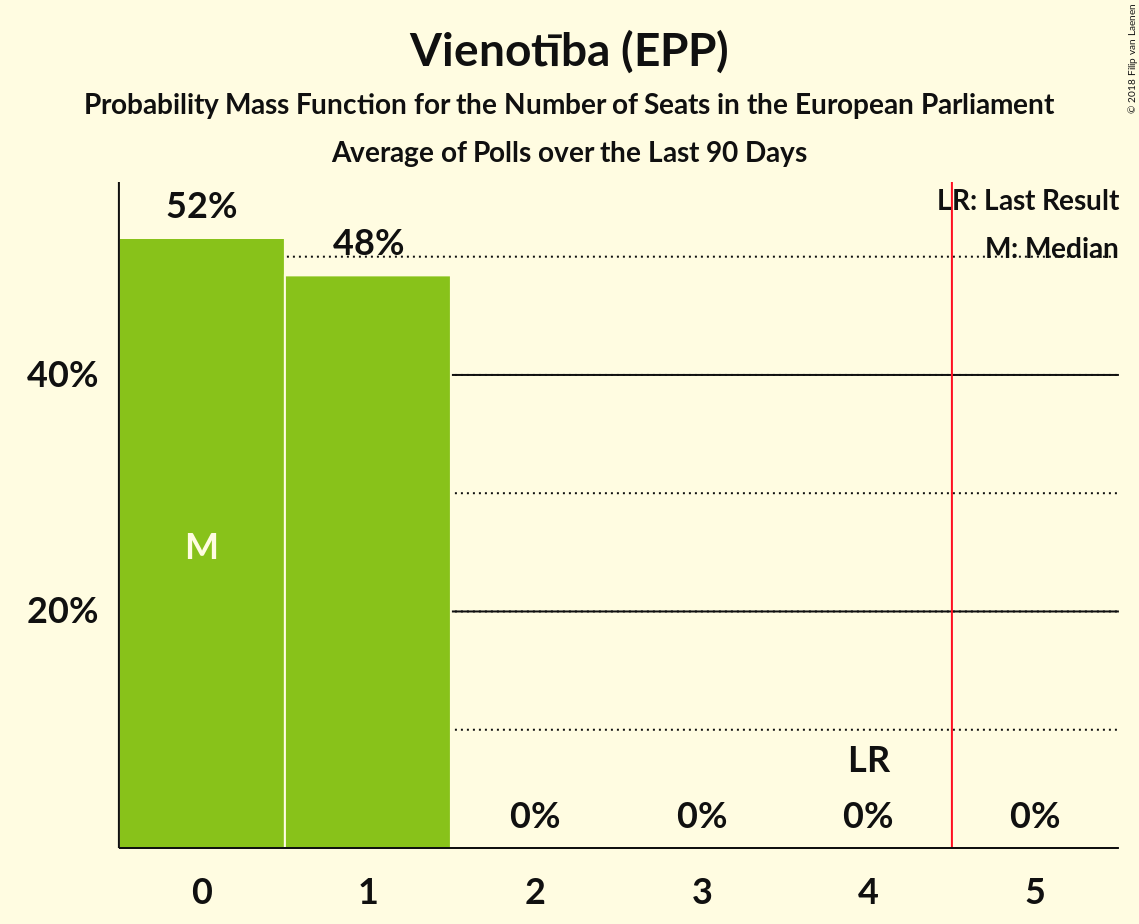 Vienotība (EPP)
Probability Mass Function for the Number of Seats in the European Parliament
Average of Polls over the Last 90 Days
© 2018 Filip van Laenen
LR: Last Result
M: Median
52%
48%
40%
20%
M
LR
0%
0%
0%
0%
0 1 2 3 4 5